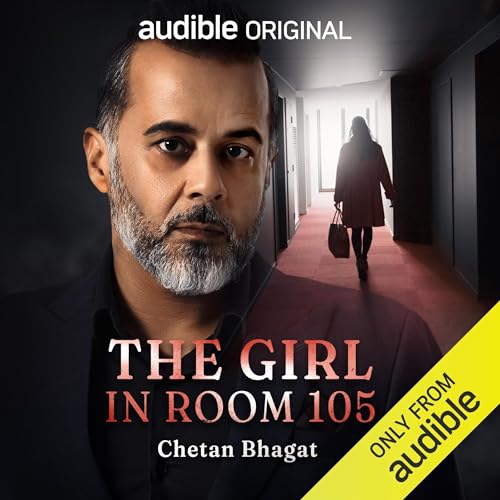 audible ORIGINAL
THE GIRL
IN ROOM 105
Chetan Bhagat
ONLY FROM
audible